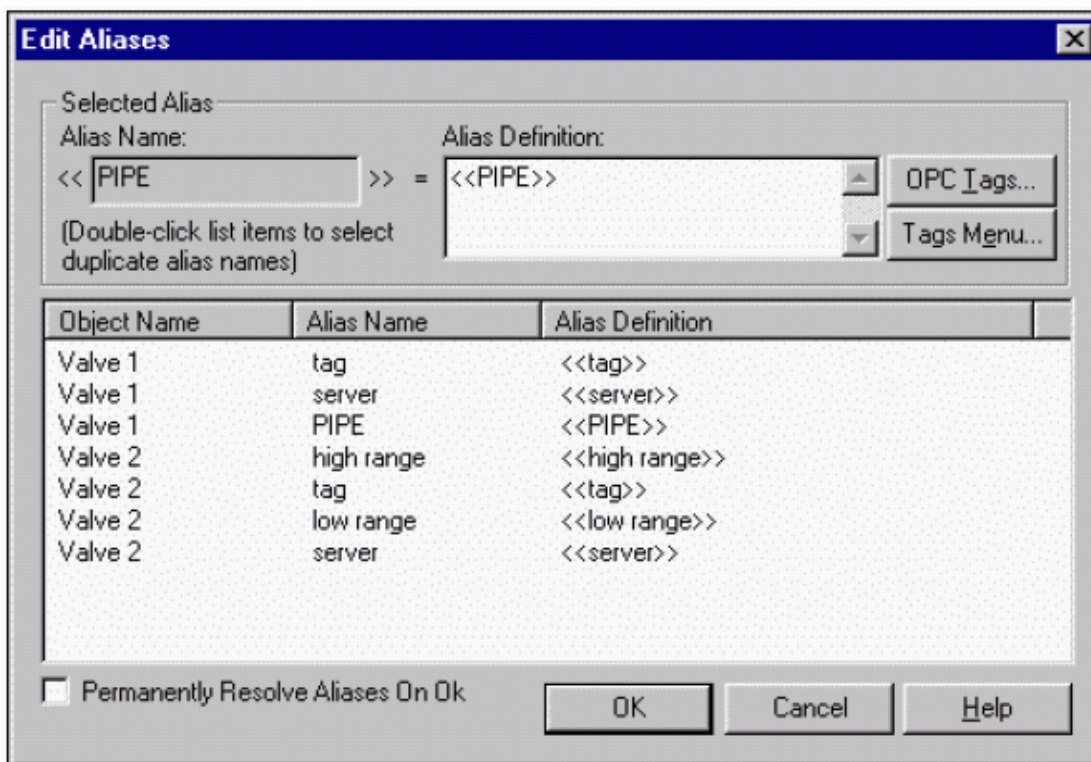 Edit Aliases
Selected Alias
Alias Name: Alias Definition:
<< PIPE >> = <<PIPE>> OPC Tags...
(Double-click list items to select
duplicate alias names) Tags Menu...
Object Name Alias Name Alias Definition
Valve 1 tag <<tag>>
Valve 1 server <<server>>
Valve 1 PIPE <<PIPE>>
Valve 2 high range <<high range>>
Valve 2 tag <<tag>>
Valve 2 low range <<low range>>
Valve 2 server <<server>>
Permanently Resolve Aliases On Ok
OK Cancel Help